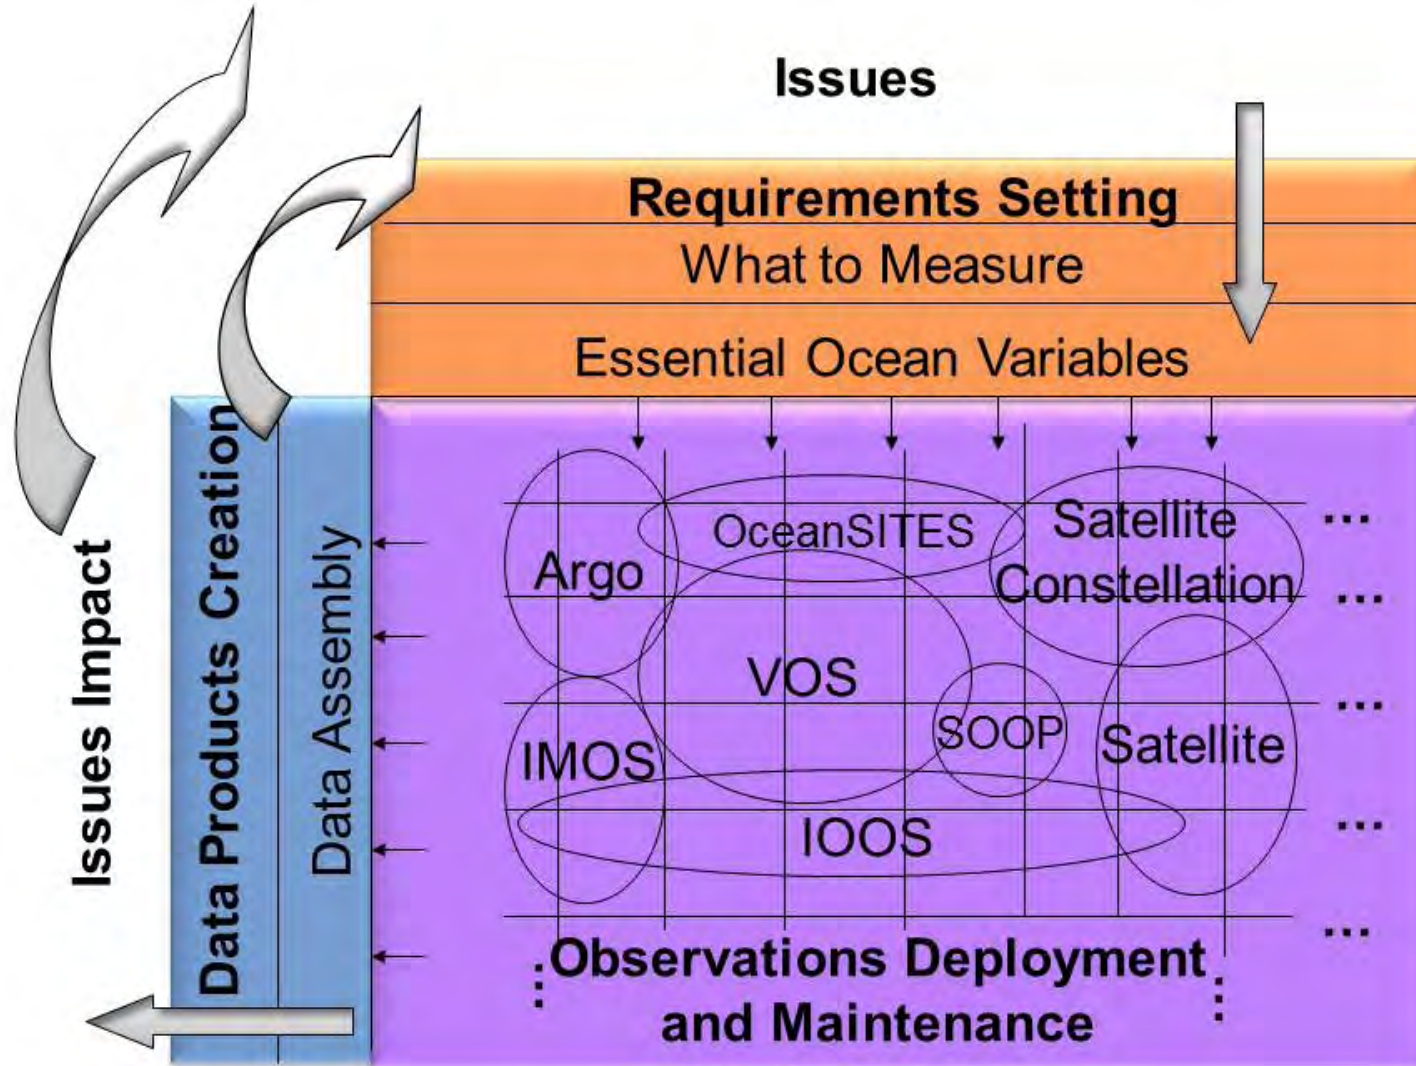 Issues
Requirements Setting
What to Measure
Essential Ocean Variables
Issues Impact
Data Products Creation
Data Assembly
Argo
OceanSITES
Satellite
Constellation
...
...
VOS
SOOP
...
IMOS
Satellite
IOOS
...
...
Observations Deployment
and Maintenance
...
...